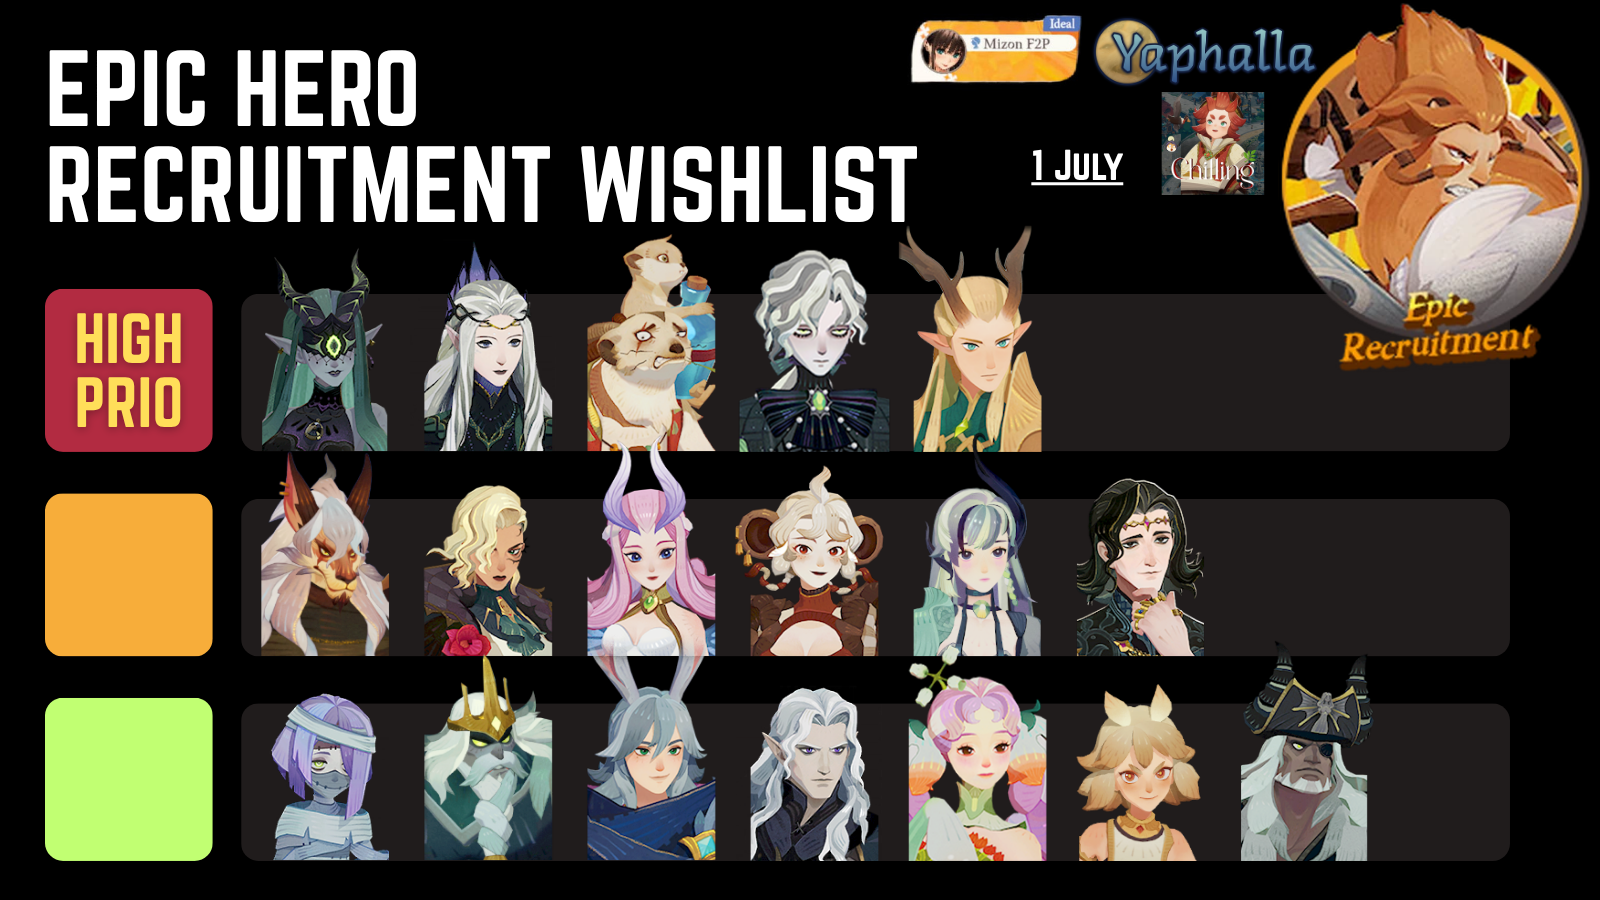 EPIC HERO
RECRUITMENT WISHLIST
Ideal
Mizon F2P
Yaphalla
1 JULY
Chilling
Epic
Recruitment
HIGH
PRIO